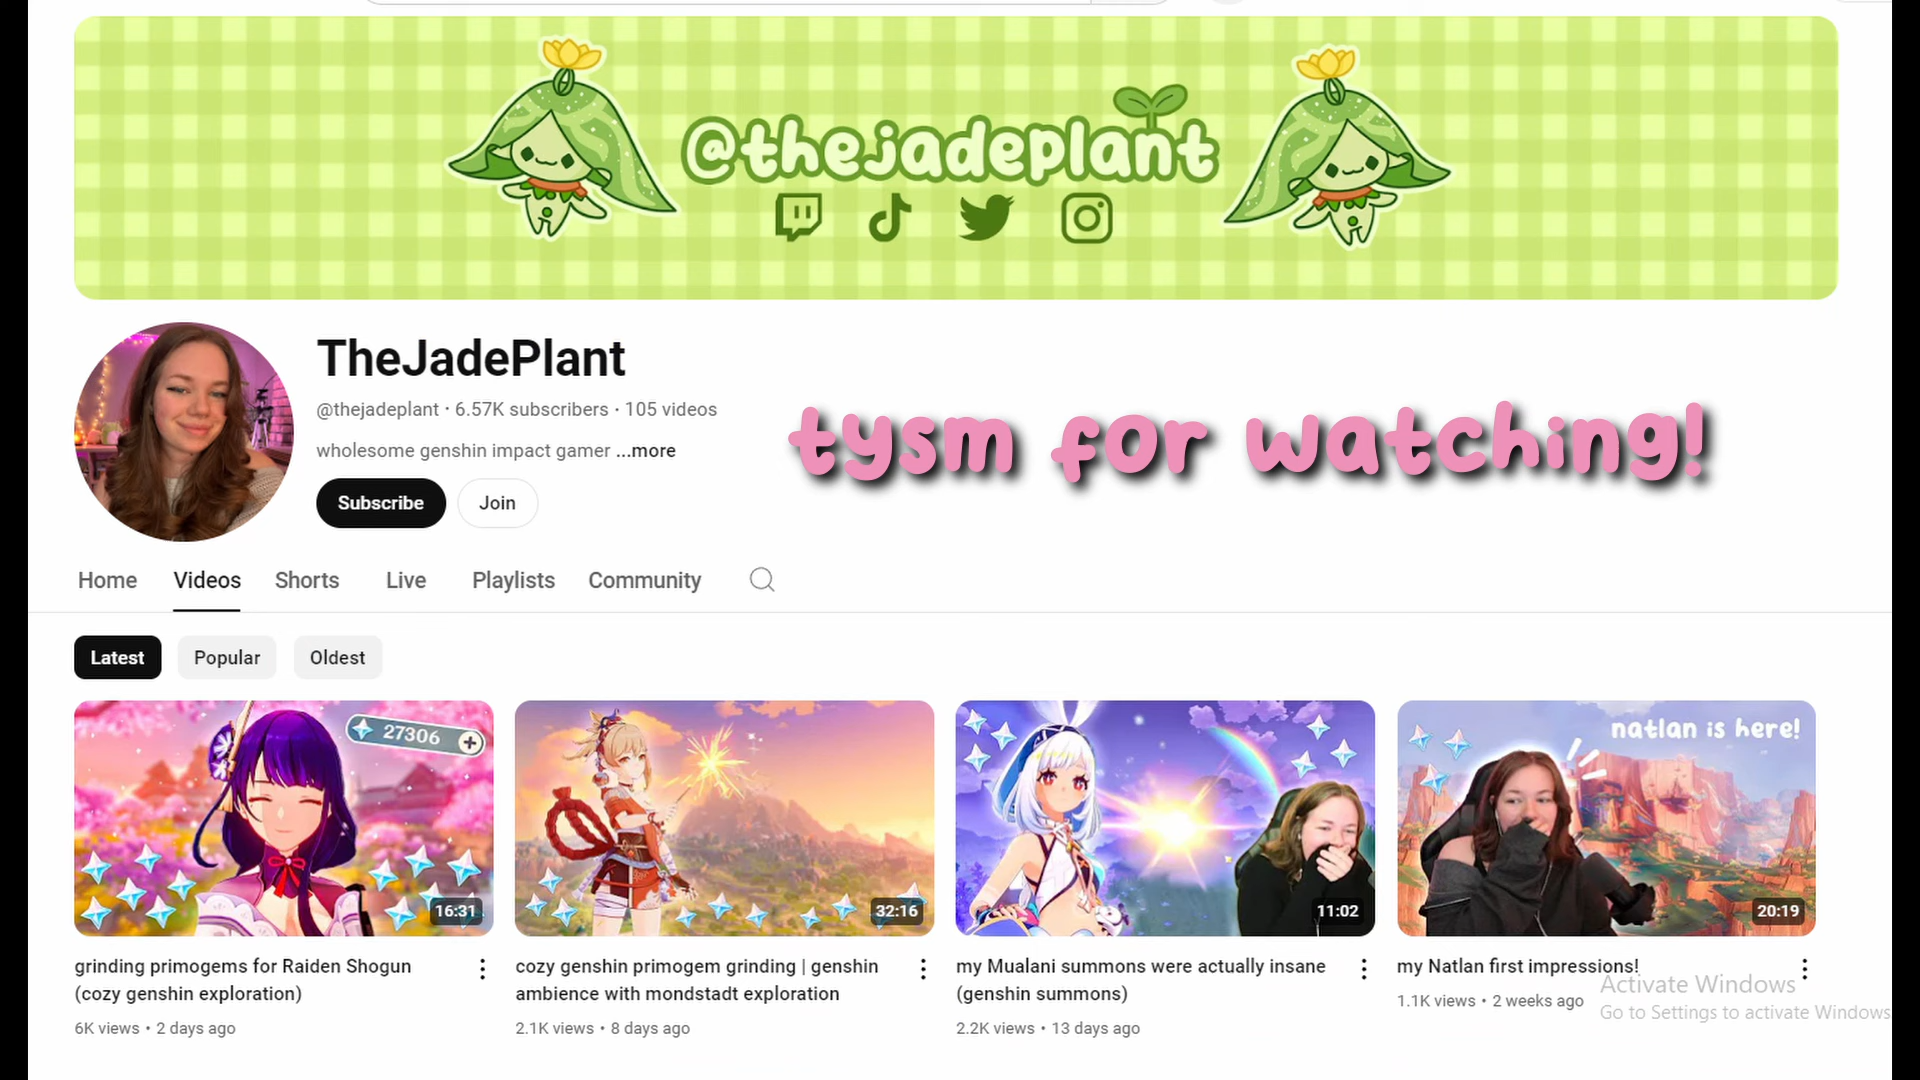 @thejadeplant
TheJadePlant
@thejadeplant · 6.57K subscribers · 105 videos
wholesome genshin impact gamer ...more
Subscribe
Join
tysm for watching!
Home
Videos
Shorts
Live
Playlists
Community
Latest
Popular
Oldest
27306
16:31
32:16
11:02
natlan is here!
20:19
grinding primogems for Raiden Shogun
(cozy genshin exploration)
6K views · 2 days ago
cozy genshin primogem grinding | genshin
ambience with mondstadt exploration
2.1K views · 8 days ago
my Mualani summons were actually insane
(genshin summons)
2.2K views · 13 days ago
my Natlan first impressions!
1.1K views · 2 weeks ago
Activate Windows
Go to Settings to activate Windows